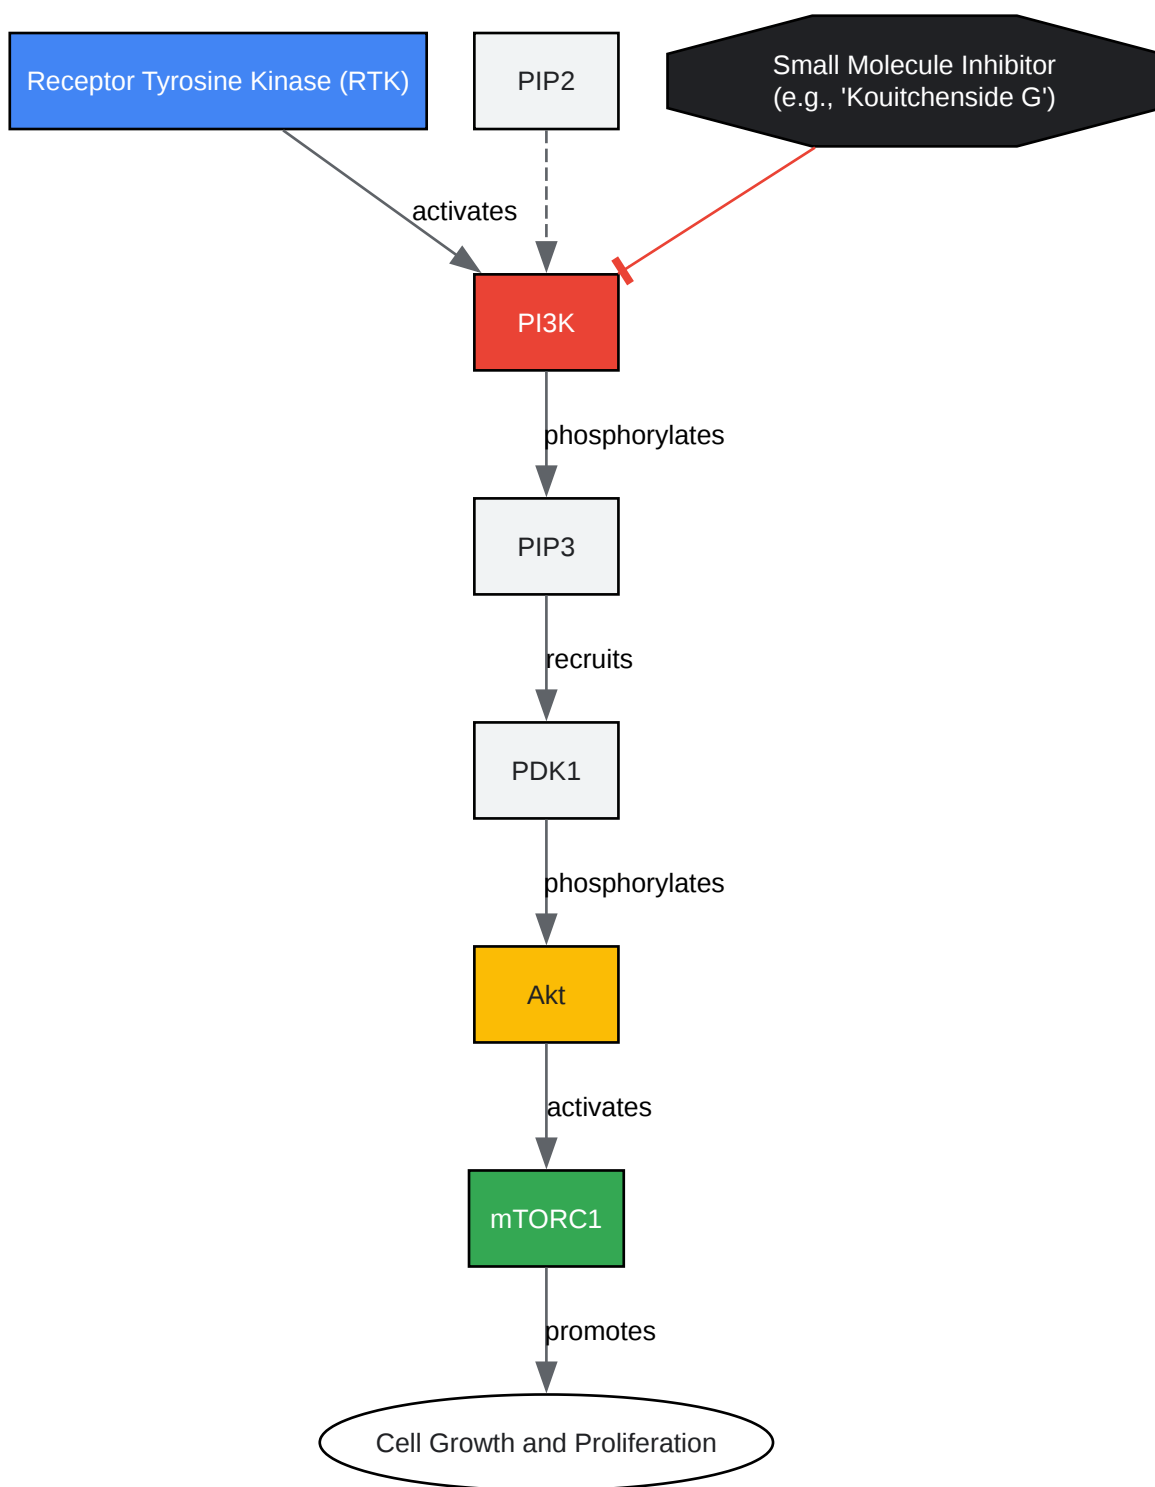 Receptor Tyrosine Kinase (RTK)
PIP2
Small Molecule Inhibitor
(e.g., 'Kouitchenside G')
activates
PI3K
phosphorylates
PIP3
recruits
PDK1
phosphorylates
Akt
activates
mTORC1
promotes
Cell Growth and Proliferation